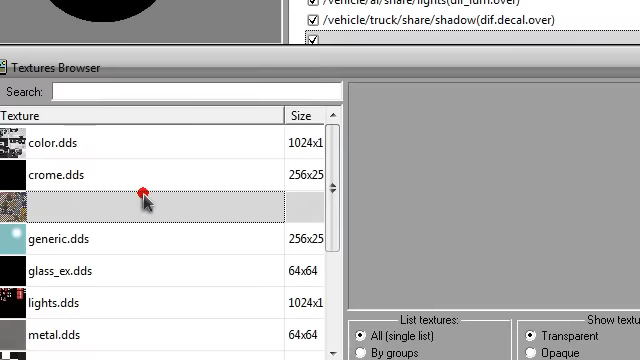 /vehicle/ai/share/lights(dif_lum.over)
/vehicle/truck/share/shadow(dif.decal.over)
Textures Browser
Search:
Texture Size
color.dds 1024x1
crome.dds 256x25
generic.dds 256x25
glass_ex.dds 64x64
lights.dds 1024x1
metal.dds 64x64
List textures: Show textu
All (single list) Transparent
By groups Opaque